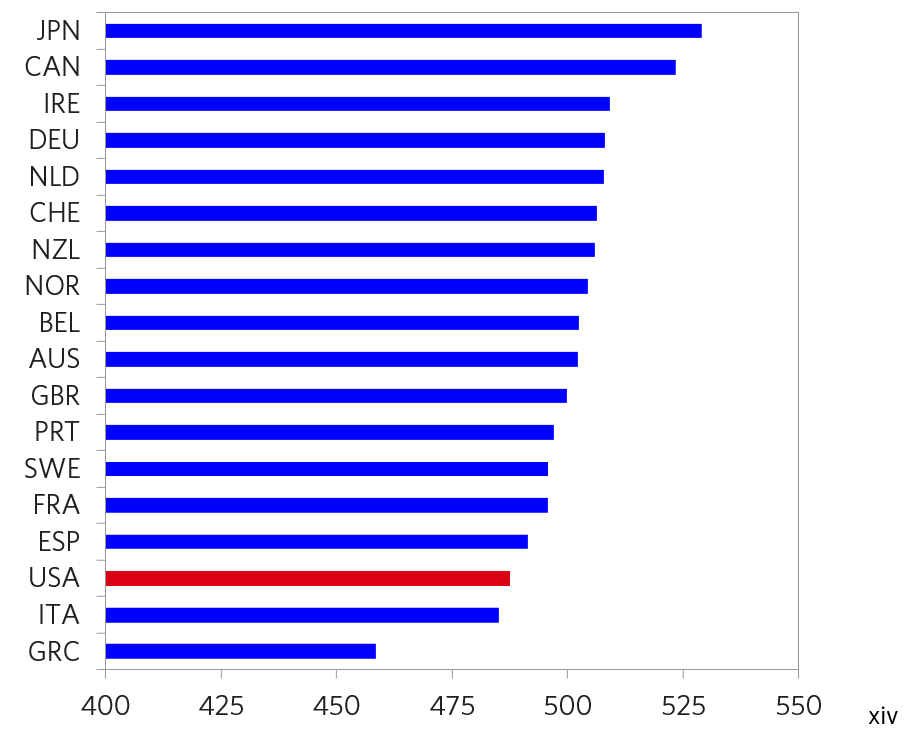 JPN
CAN
IRE
DEU
NLD
CHE
NZL
NOR
BEL
AUS
GBR
PRT
SWE
FRA
ESP
USA
ITA
GRC
400 425 450 475 500 525 550
xiv